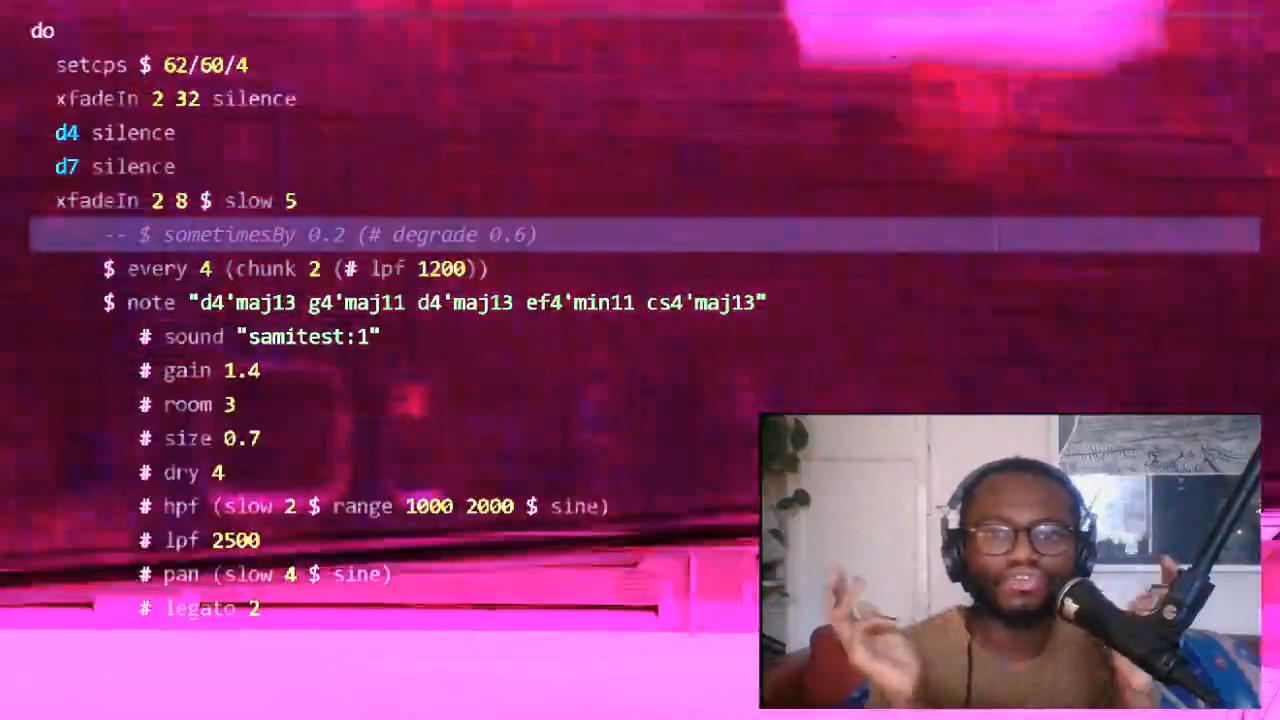 do
setcps $ 62/60/4
xfadeIn 2 32 silence
d4 silence
d7 silence
xfadeIn 2 8 $ slow 5
-- $ sometimesBy 0.2 (# degrade 0.6)
$ every 4 (chunk 2 (# lpf 1200))
$ note "d4'maj13 g4'maj11 d4'maj13 ef4'min11 cs4'maj13"
# sound "samitest:1"
# gain 1.4
# room 3
# size 0.7
# dry 4
# hpf (slow 2 $ range 1000 2000 $ sine)
# lpf 2500
# pan (slow 4 $ sine)
# legato 2